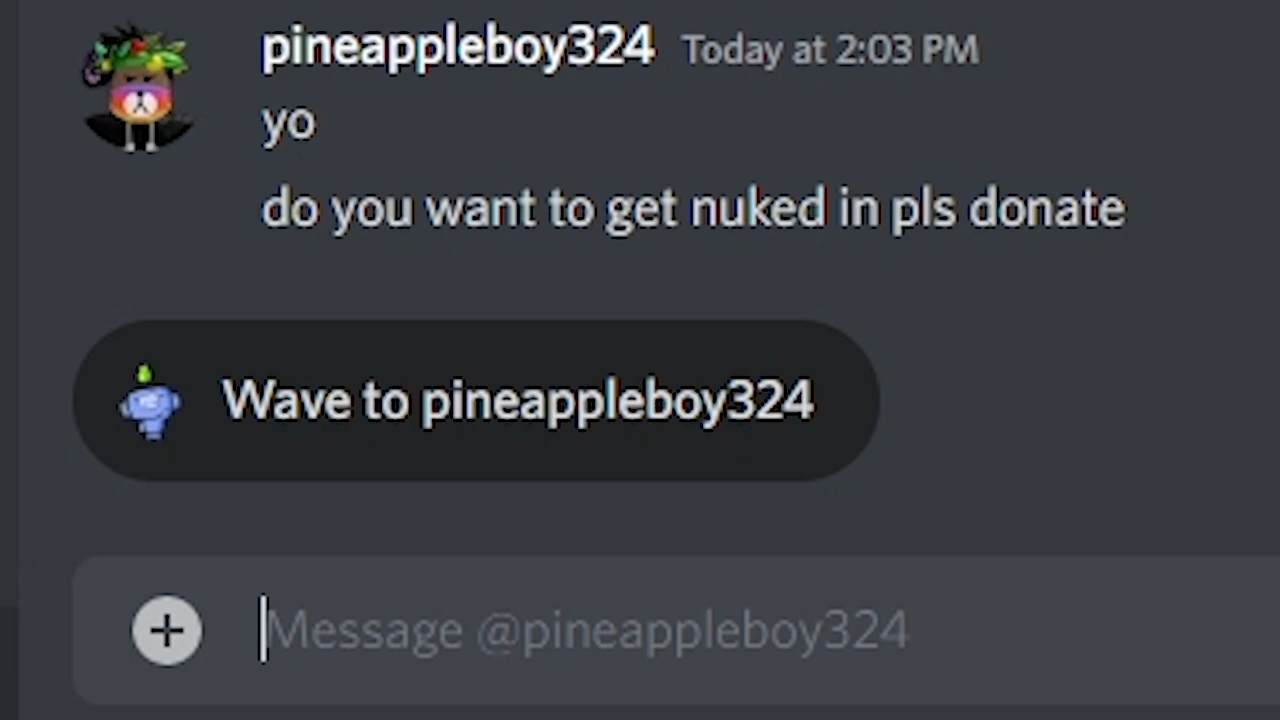 pineappleboy324 Today at 2:03 PM
yo
do you want to get nuked in pls donate
Wave to pineappleboy324
Message @pineappleboy324